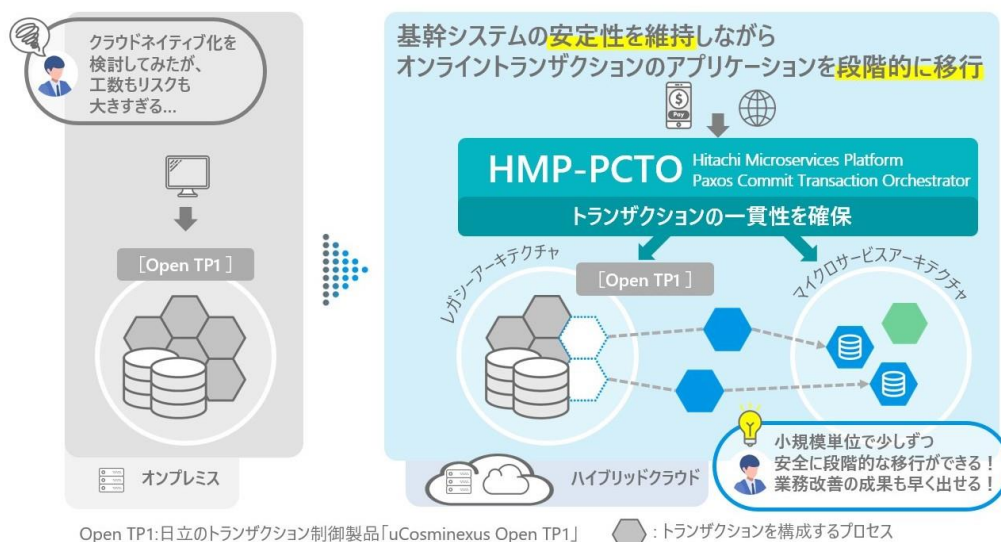 クラウドネイティブ化を
検討してみたが、
工数もリスクも
大きすぎる...
[Open TP1]
オンプレミス
基幹システムの安定性を維持しながら
オンライントランザクションのアプリケーションを段階的に移行
$
Pay
HMP-PCTO
Hitachi Microservices Platform
Paxos Commit Transaction Orchestrator
トランザクションの一貫性を確保
レガシーアーキテクチャ
[Open TP1]
マイクロサービスアーキテクチャ
小規模単位で少しずつ
安全に段階的な移行ができる!
業務改善の成果も早く出せる!
ハイブリッドクラウド
Open TP1:日立のトランザクション制御製品「uCosminexus Open TP1」
:トランザクションを構成するプロセス